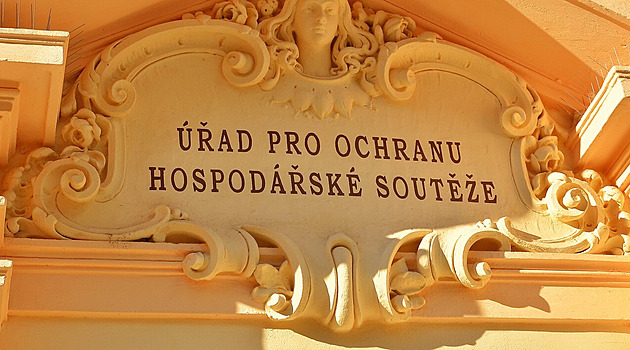 ÚŘAD PRO OCHRANU
HOSPODÁŘSKÉ SOUTĚŽE